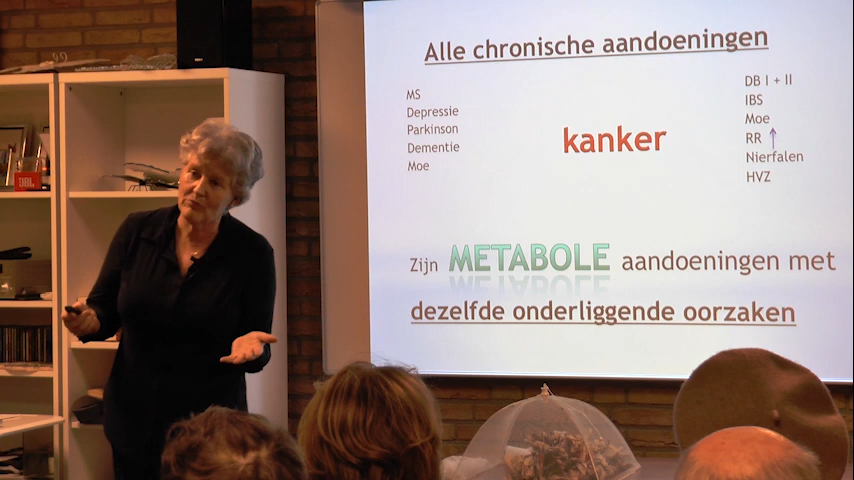 Alle chronische aandoeningen
MS
Depressie
Parkinson
Dementie
Moe
kanker
DB I + II
IBS
Moe
RR ↑
Nierfalen
HVZ
Zijn METABOLE aandoeningen met
dezelfde onderliggende oorzaken
JBL